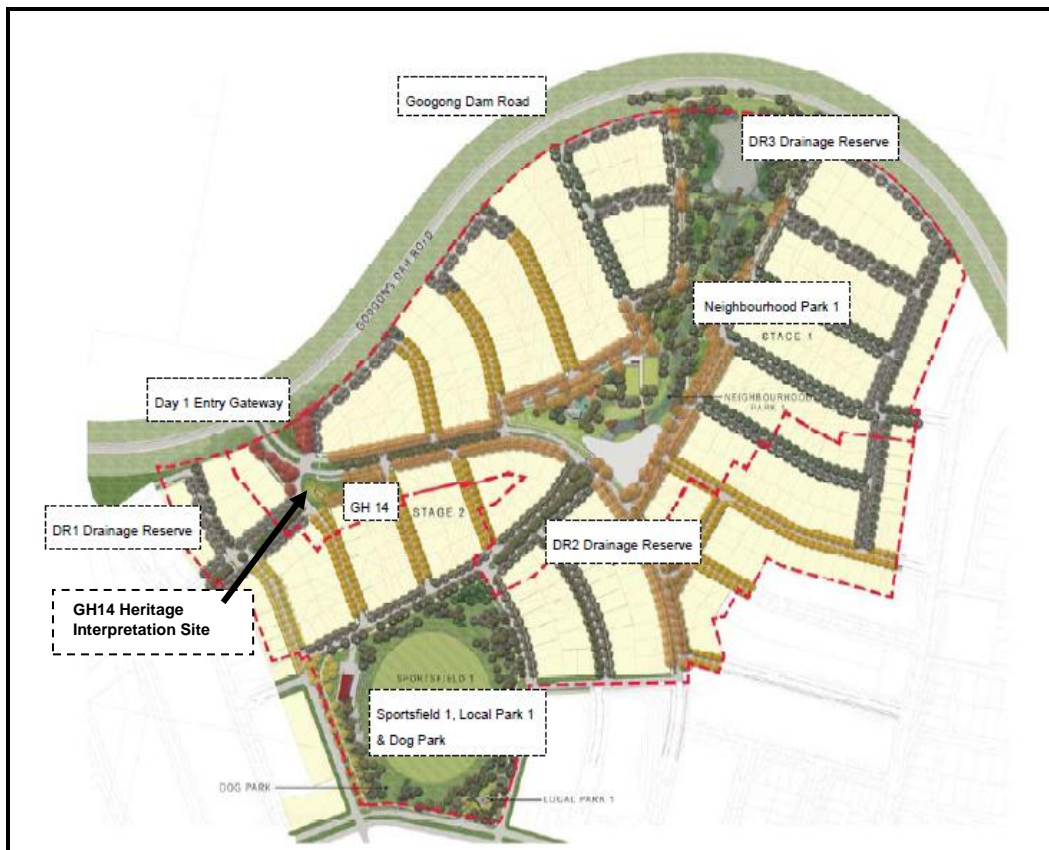 Googong Dam Road
DR3 Drainage Reserve
GOOGONG DAM ROAD
Neighbourhood Park 1
STAGE 1
Day 1 Entry Gateway
NEIGHBOURHOOD
PARK 1
GH 14
STAGE 2
DR1 Drainage Reserve
DR2 Drainage Reserve
GH14 Heritage
Interpretation Site
SPORTSFIELD 1
Sportsfield 1, Local Park 1
& Dog Park
DOG PARK
LOCAL PARK 1